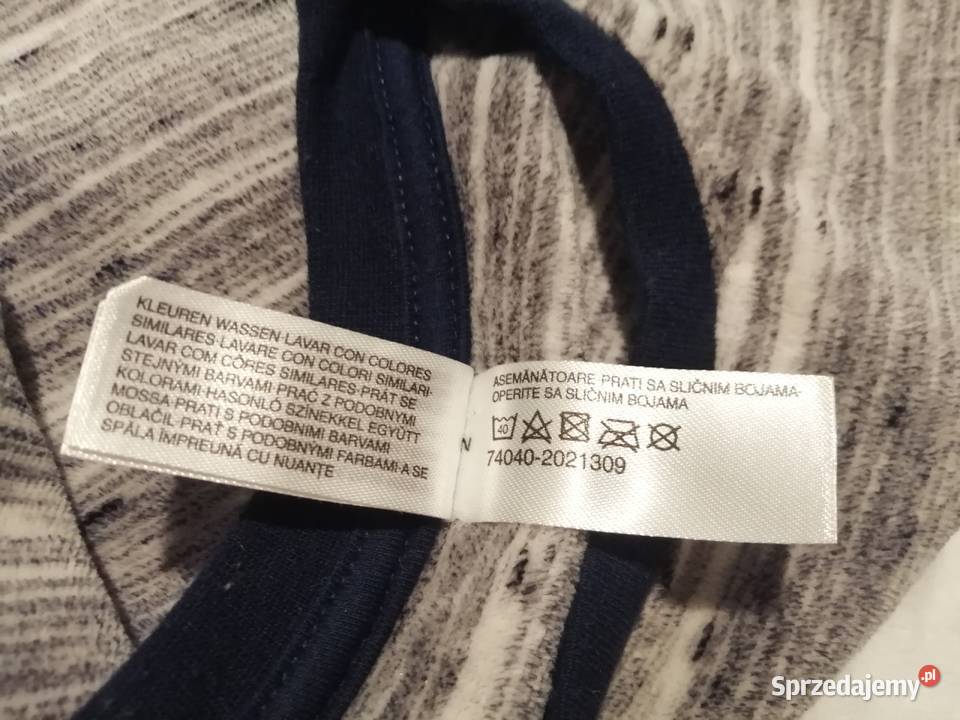 KLEUREN WASSEN·LAVAR CON COLORES
SIMILARES·LAVARE CON COLORI SIMILARI·
LAVAR COM CÔRES SIMILARES·PRÁT SE
STEJNÝMI BARVAMI·PRAĆ Z PODOBNYMI
KOLORAMI·HASONLÓ SZÍNEKKEL EGYÜTT
MOSSA·PRATI S PODOBNIMI BARVAMI
OBLAČIL·PRAŤ S PODOBNÝMI FARBAMI·A SE
SPĂLA ÎMPREUNĂ CU NUANȚE
N
ASEMĂNĂTOARE·PRATI SA SLIČNIM BOJAMA·
OPERITE SA SLIČNIM BOJAMA
40
74040-2021309
Sprzedajemy.pl